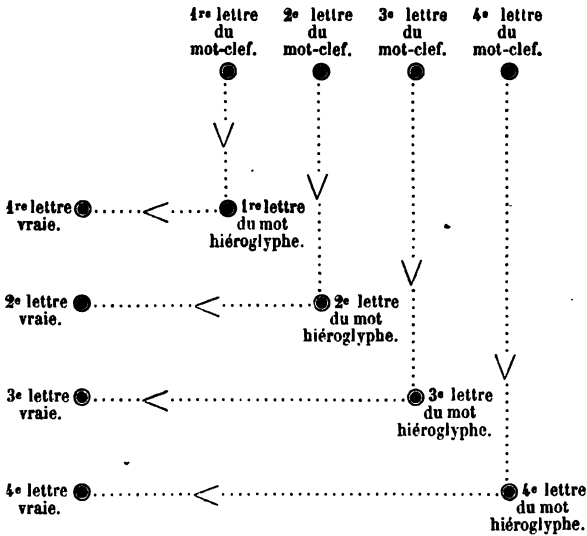 1re lettre du mot-clef.
2e lettre du mot-clef.
3e lettre du mot-clef.
4e lettre du mot-clef.
1re lettre vraie.
1re lettre du mot hiéroglyphe.
2e lettre vraie.
2e lettre du mot hiéroglyphe.
3e lettre vraie.
3e lettre du mot hiéroglyphe.
4e lettre vraie.
4e lettre du mot hiéroglyphe.